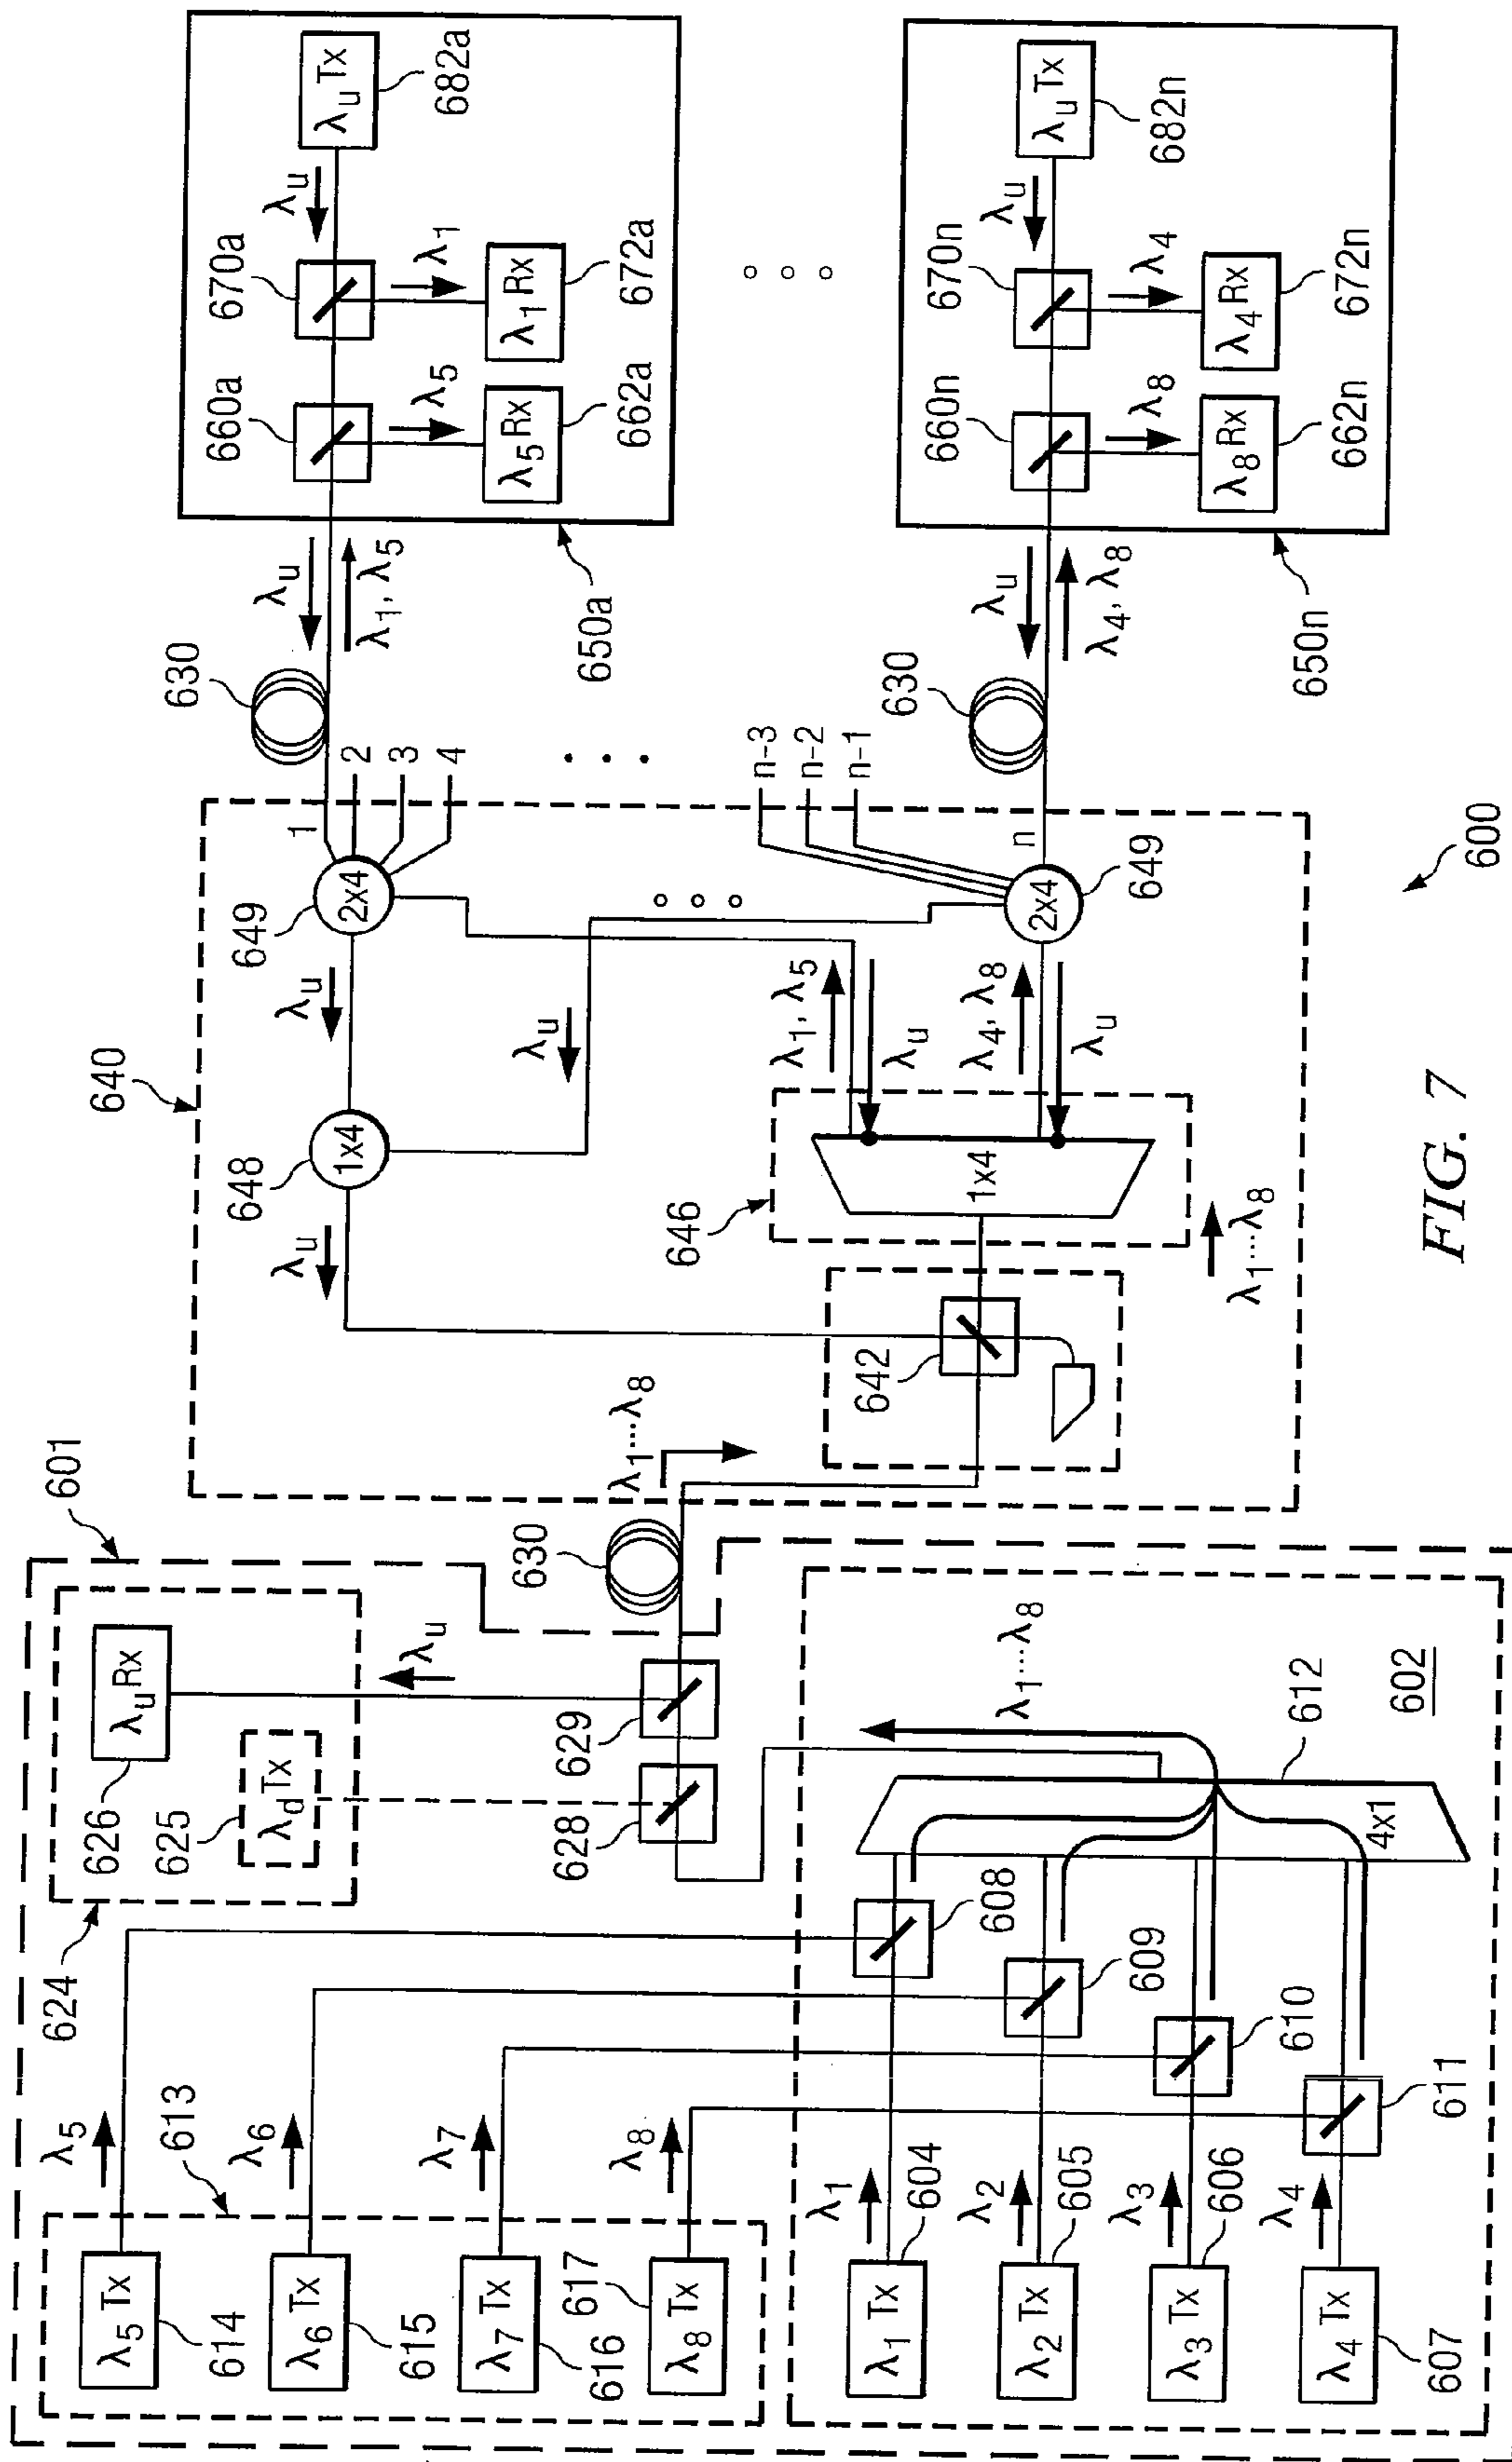 601
624
626
λu Rx
λu
625
λd Tx
628
629
630
λ5
λ5 Tx
614
613
λ6
λ6 Tx
615
λ7
λ7 Tx
616
λ8
617
λ8 Tx
λ1
λ1 Tx
604
608
λ2
λ2 Tx
605
609
λ3
λ3 Tx
606
610
λ4
λ4 Tx
607
611
4x1
612
λ1...λ8
602
640
λ1...λ8
λu
648
1x4
λu
649
2x4
1
2
3
4
λu
642
646
1x4
λ1, λ5
λu
λ4, λ8
λu
λ1...λ8
n-3
n-2
n-1
n
2x4
649
630
λu
λ1, λ5
650a
660a
λ5
λ5 Rx
662a
670a
λ1
λ1 Rx
672a
λu
λu Tx
682a
630
λu
λ4, λ8
650n
660n
λ8
λ8 Rx
662n
670n
λ4
λ4 Rx
672n
λu
λu Tx
682n
600
FIG. 7